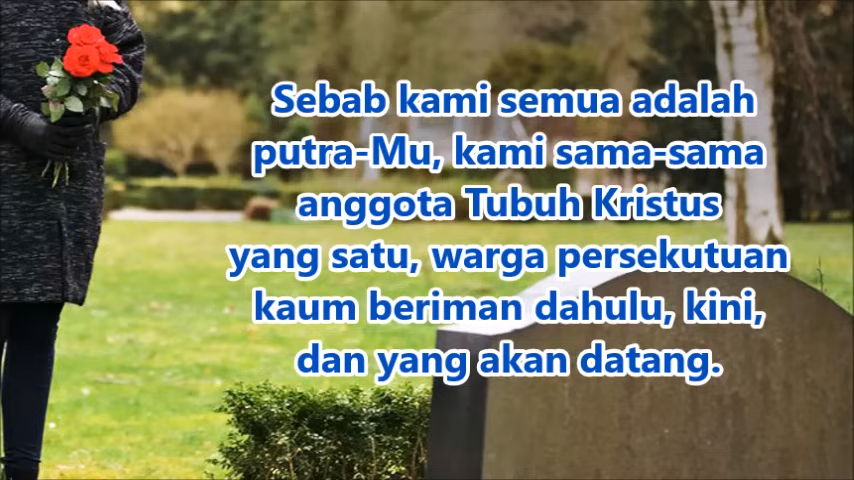 Sebab kami semua adalah
putra-Mu, kami sama-sama
anggota Tubuh Kristus
yang satu, warga persekutuan
kaum beriman dahulu, kini,
dan yang akan datang.